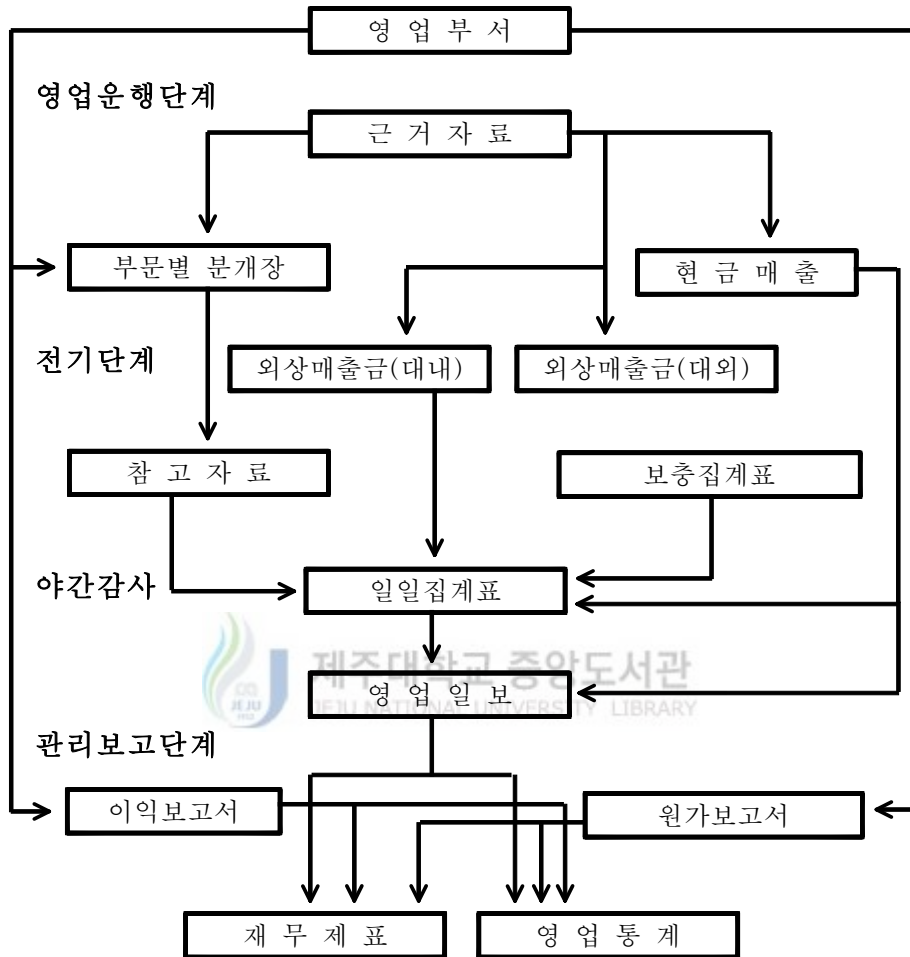 영 업 부 서
영업운행단계
근 거 자 료
부문별 분개장
현 금 매 출
전기단계
외상매출금(대내)
외상매출금(대외)
참 고 자 료
보충집계표
야간감사
일일집계표
제주대학교 중앙도서관
영 업 일 보
JEJU NATIONAL UNIVERSITY LIBRARY
JEJU
1952
관리보고단계
이익보고서
원가보고서
재 무 제 표
영 업 통 계